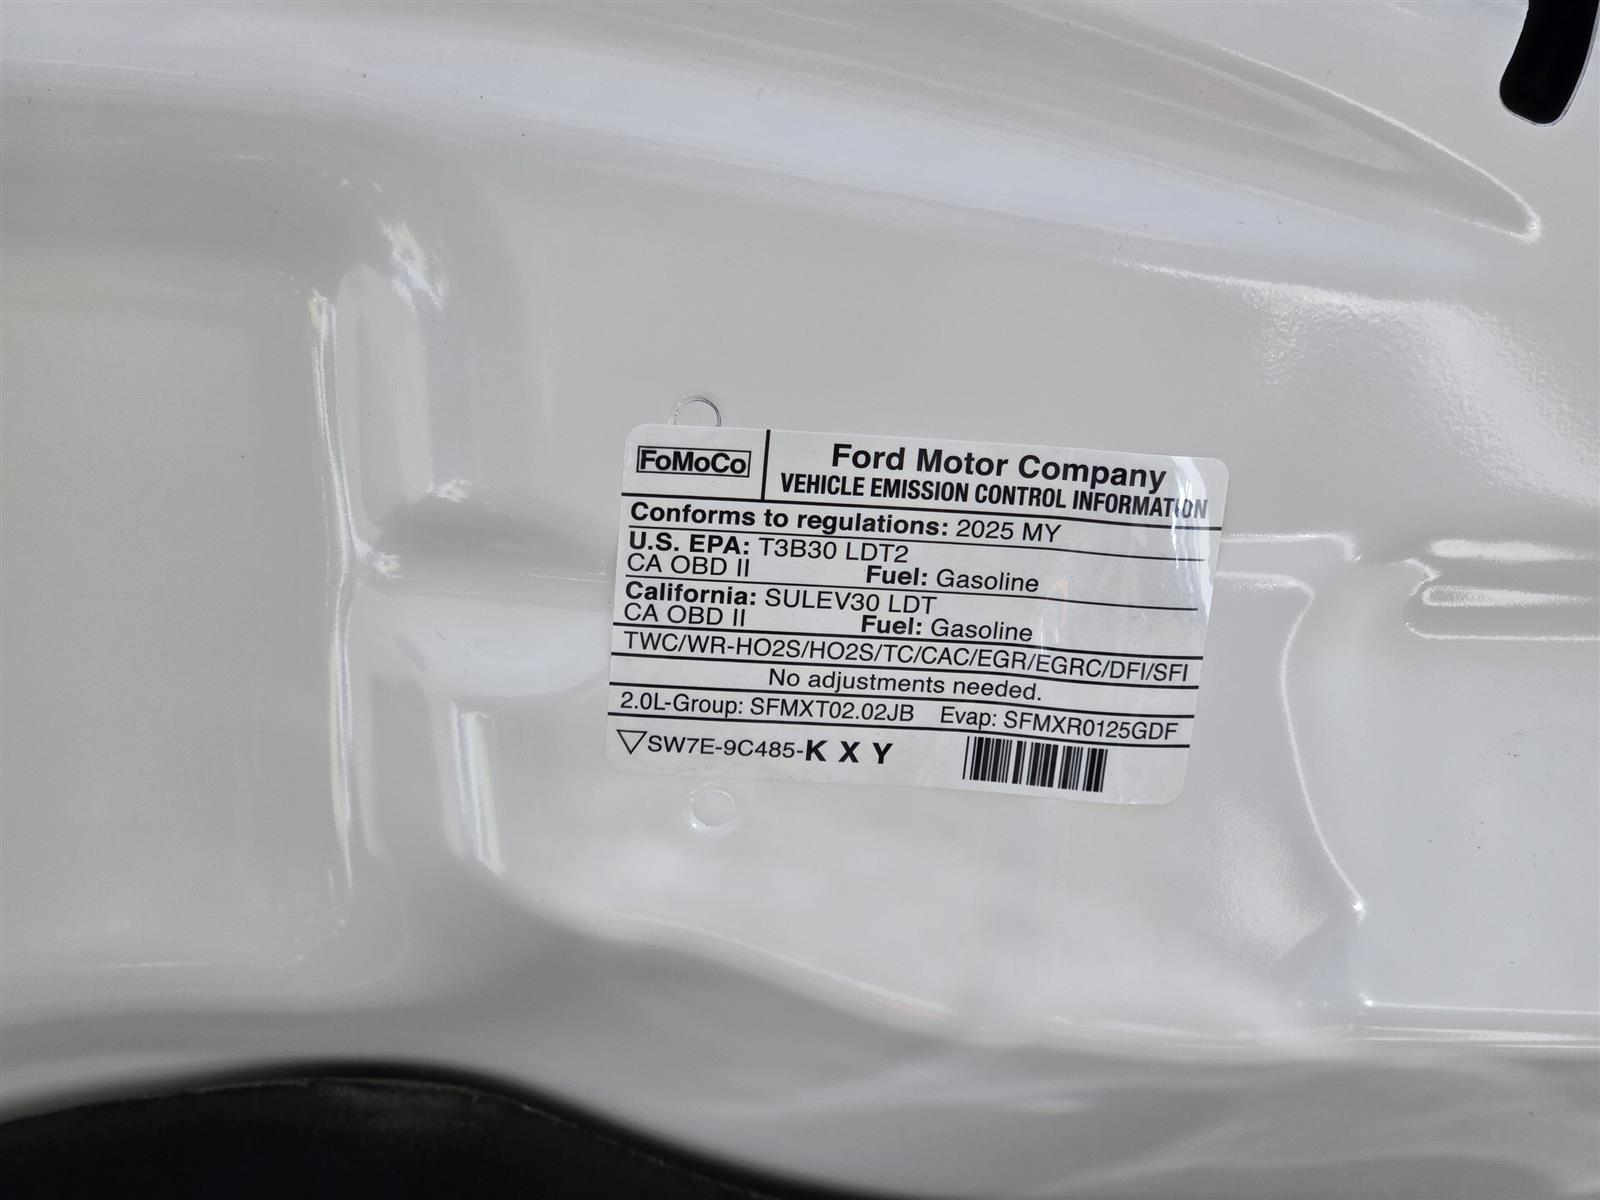 FoMoCo
Ford Motor Company
VEHICLE EMISSION CONTROL INFORMATION
Conforms to regulations: 2025 MY
U.S. EPA: T3B30 LDT2
CA OBD II Fuel: Gasoline
California: SULEV30 LDT
CA OBD II Fuel: Gasoline
TWC/WR-HO2S/HO2S/TC/CAC/EGR/EGRC/DFI/SFI
No adjustments needed.
2.0L-Group: SFMXT02.02JB Evap: SFMXR0125GDF
SW7E-9C485-K X Y